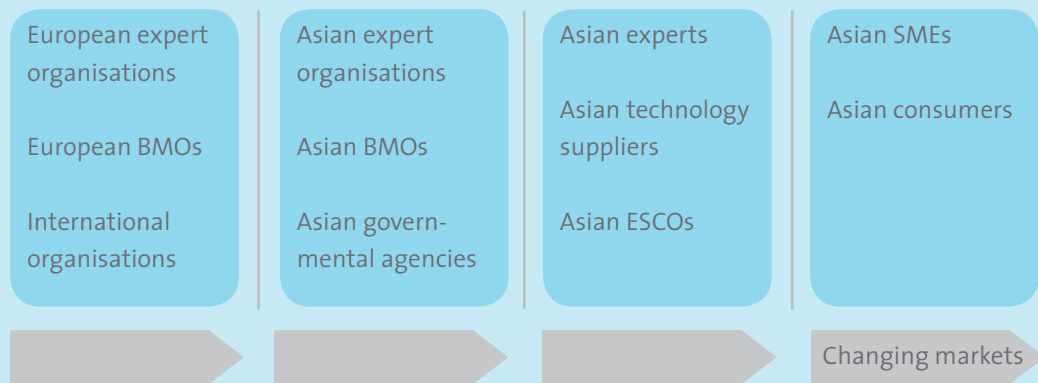 European expert
organisations
European BMOs
International
organisations
Asian expert
organisations
Asian BMOs
Asian govern-
mental agencies
Asian experts
Asian technology
suppliers
Asian ESCOs
Asian SMEs
Asian consumers
Changing markets